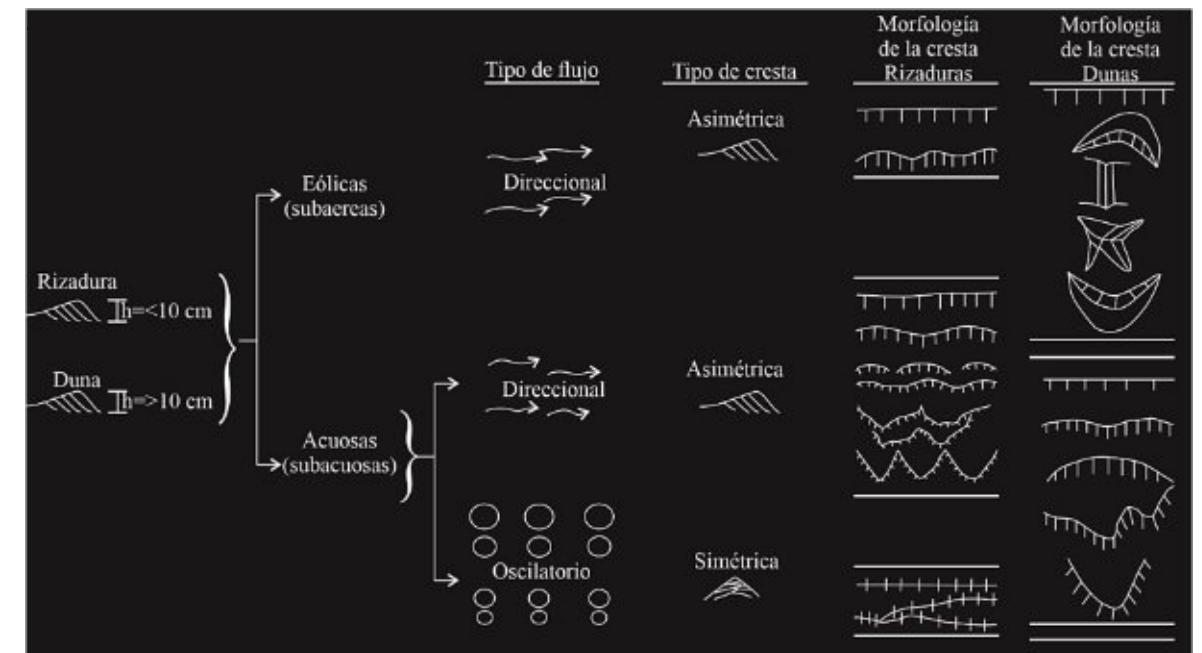 Morfología
de la cresta
Rizaduras
Morfología
de la cresta
Dunas
Tipo de flujo
Tipo de cresta
Asimétrica
Direccional
Eólicas
(subaereas)
Rizadura
h=<10 cm
Duna
h=>10 cm
Direccional
Asimétrica
Acuosas
(subacuosas)
Oscilatorio
Simétrica